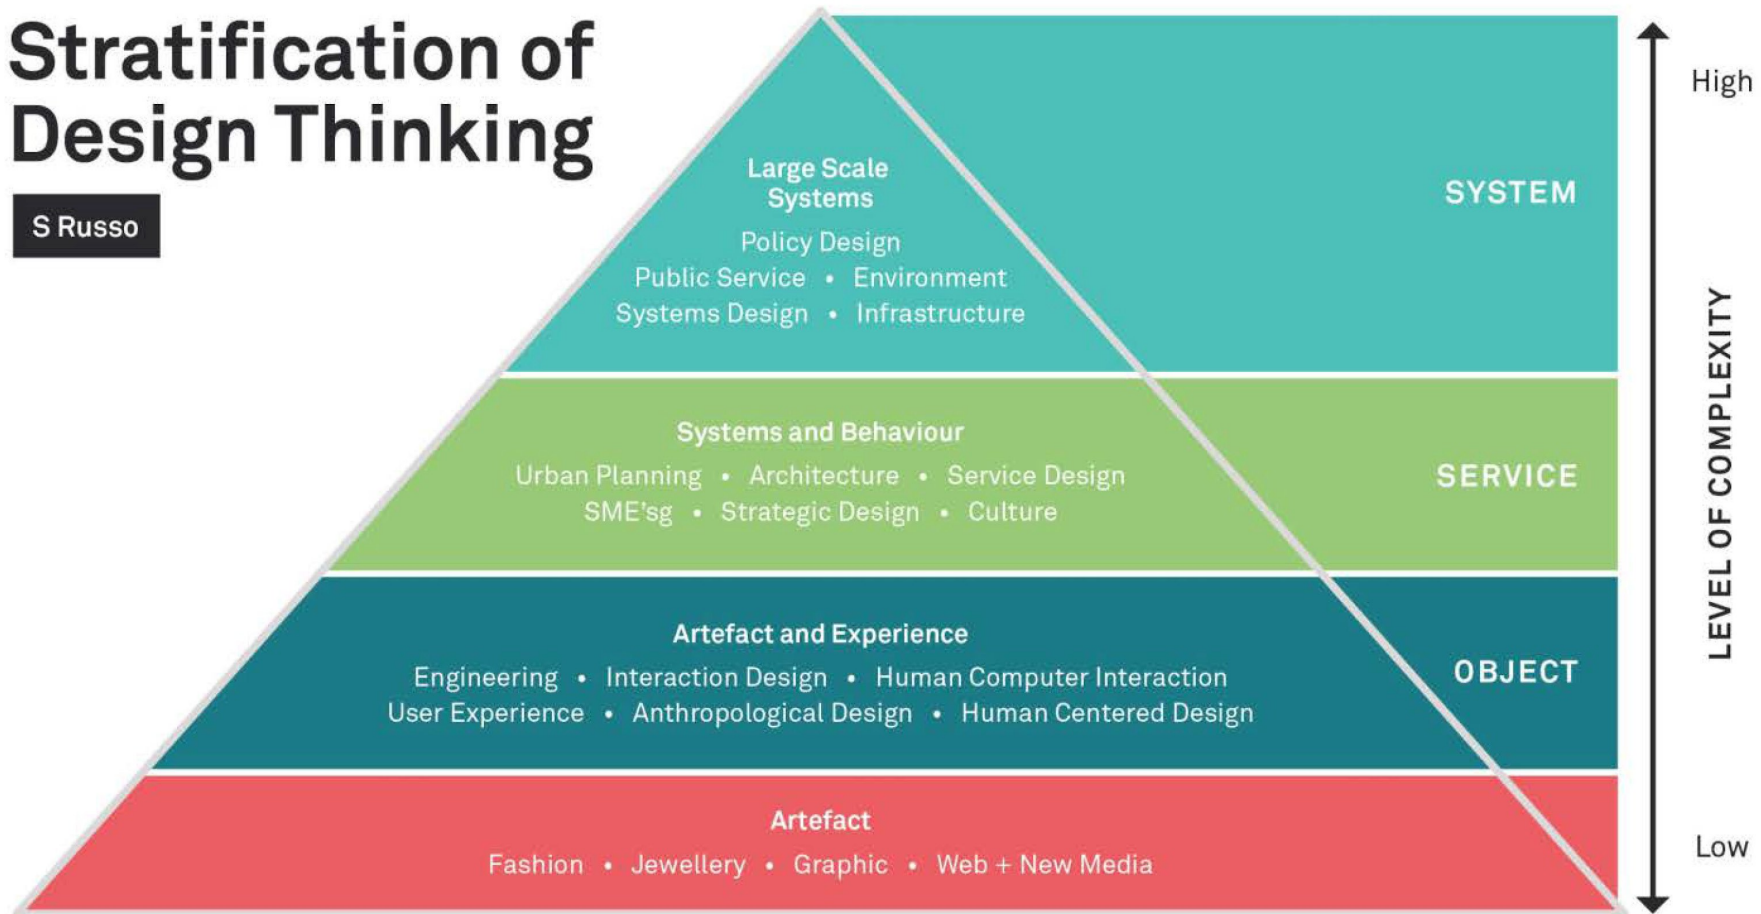 Stratification of
Design Thinking
S Russo
High
Large Scale
Systems
SYSTEM
Policy Design
Public Service • Environment
Systems Design • Infrastructure
LEVEL OF COMPLEXITY
Systems and Behaviour
Urban Planning • Architecture • Service Design
SERVICE
SME'sg • Strategic Design • Culture
Artefact and Experience
Engineering • Interaction Design • Human Computer Interaction
OBJECT
User Experience • Anthropological Design • Human Centered Design
Artefact
Fashion • Jewellery • Graphic • Web + New Media
Low